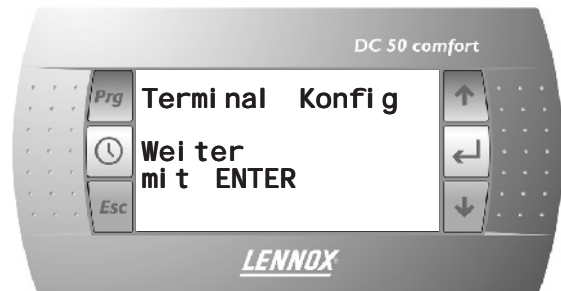 DC 50 comfort
Prg
Terminal Konfig
Weiter
mit ENTER
Esc
LENNOX